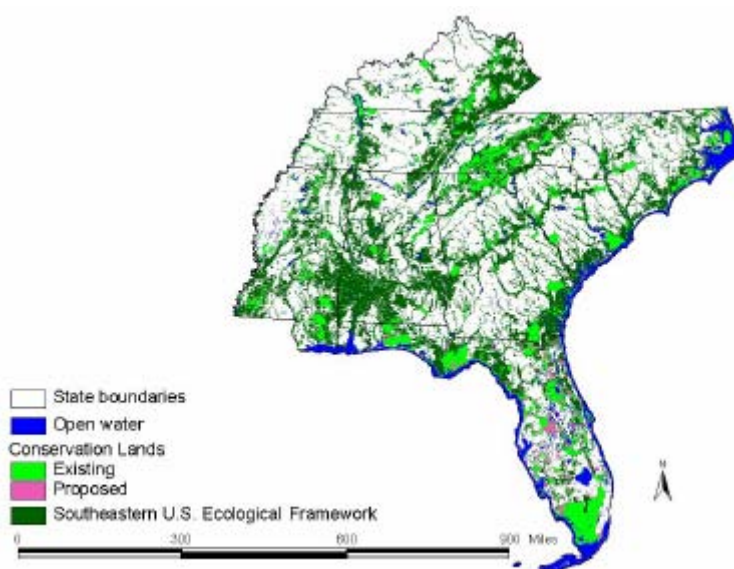 State boundaries
Open water
Conservation Lands
Existing
Proposed
Southeastern U.S. Ecological Framework
N
0 300 600 900 Miles